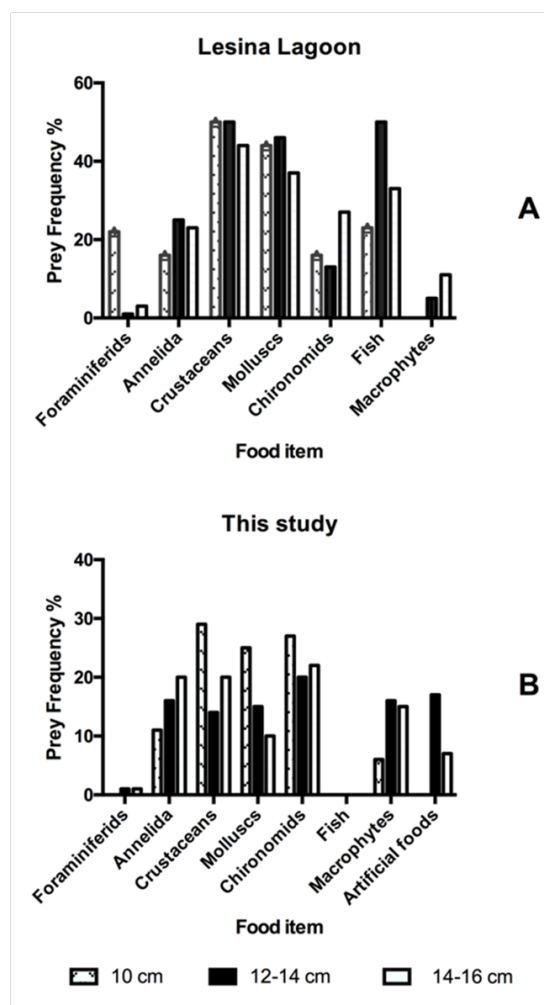 Lesina Lagoon
60
40
20
0
Prey Frequency %
Foraminiferids
Annelida
Crustaceans
Molluscs
Chironomids
Fish
Macrophytes
Food item
A
This study
40
30
20
10
0
Prey Frequency %
Foraminiferids
Annelida
Crustaceans
Molluscs
Chironomids
Fish
Macrophytes
Artificial foods
Food item
B
10 cm 12-14 cm 14-16 cm